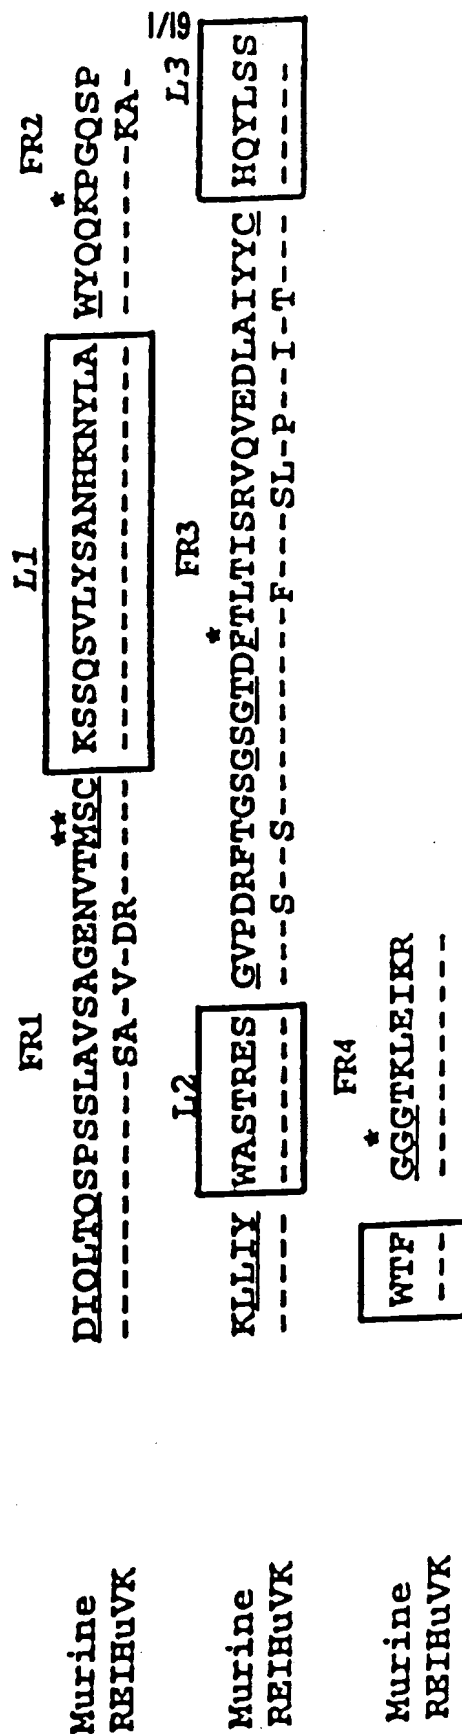 1/19
FR1 L1 FR2
** *
Murine DIQLTQSPSSLAVSAGENVTMSC KSSQSVLYSANHKNYLA WYQQKPGQSP
REIHuVK -----------SA-V-DR----- ----------------- -------KA-
L2 FR3 L3
*
Murine KLLIY WASTRES GVPDRFTGSGSGTDFTLTISRVQVEDLAIYYC HQYLSS
REIHuVK ----- ------- ---S--S---------F---SL-P--I-T--- ------
FR4
*
Murine WTF GGGTKLEIKR
REIHuVK --- ----------